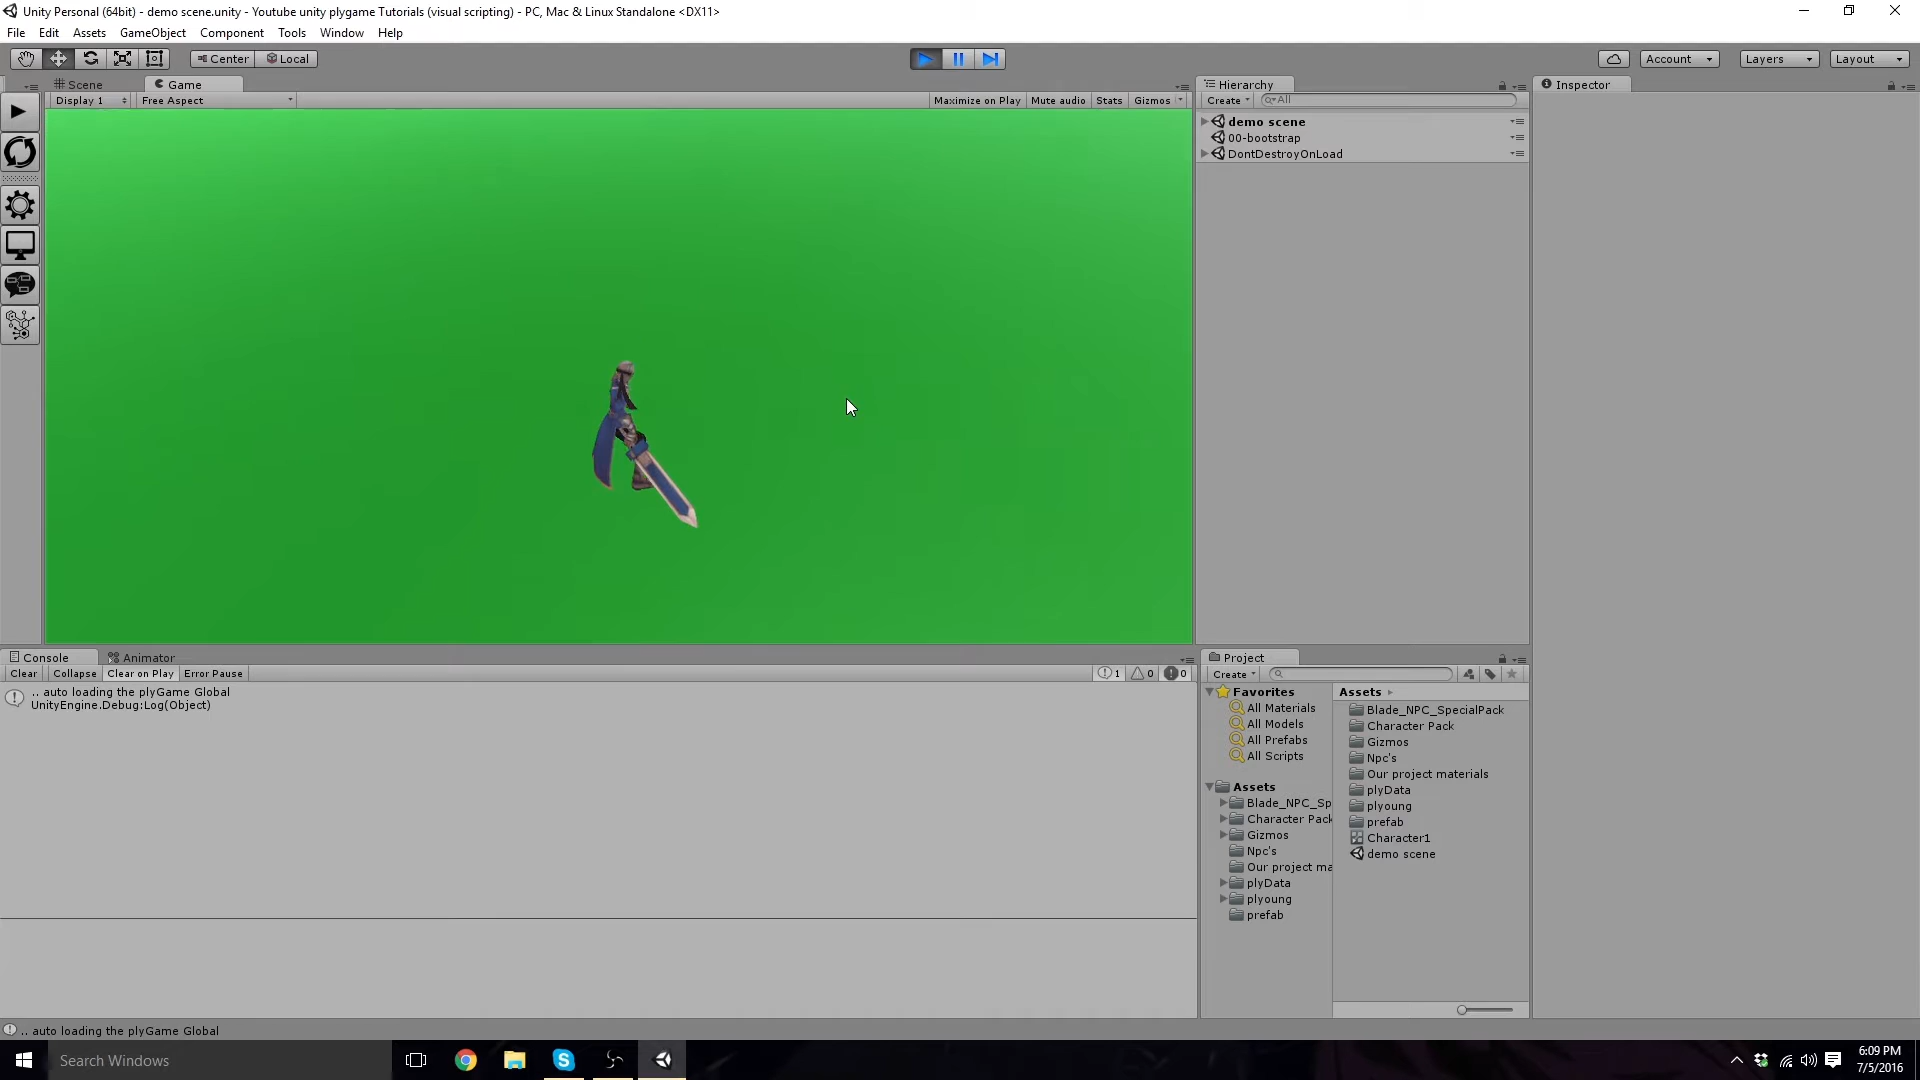 Unity Personal (64bit) - demo scene.unity - Youtube unity plygame Tutorials (visual scripting) - PC, Mac & Linux Standalone <DX11>
File Edit Assets GameObject Component Tools Window Help
Center Local Account Layers Layout
Scene Game
Display 1 Free Aspect Maximize on Play Mute audio Stats Gizmos
Hierarchy
Create All
demo scene
00-bootstrap
DontDestroyOnLoad
Inspector
Console Animator
Clear Collapse Clear on Play Error Pause 1 0 0
.. auto loading the plyGame Global
UnityEngine.Debug:Log(Object)
Project
Create
Favorites
All Materials
All Models
All Prefabs
All Scripts
Assets
Blade_NPC_Sp
Character Pack
Gizmos
Npc's
Our project ma
plyData
plyoung
prefab
Assets
Blade_NPC_SpecialPack
Character Pack
Gizmos
Npc's
Our project materials
plyData
plyoung
prefab
Character1
demo scene
.. auto loading the plyGame Global
Search Windows
6:09 PM
7/5/2016